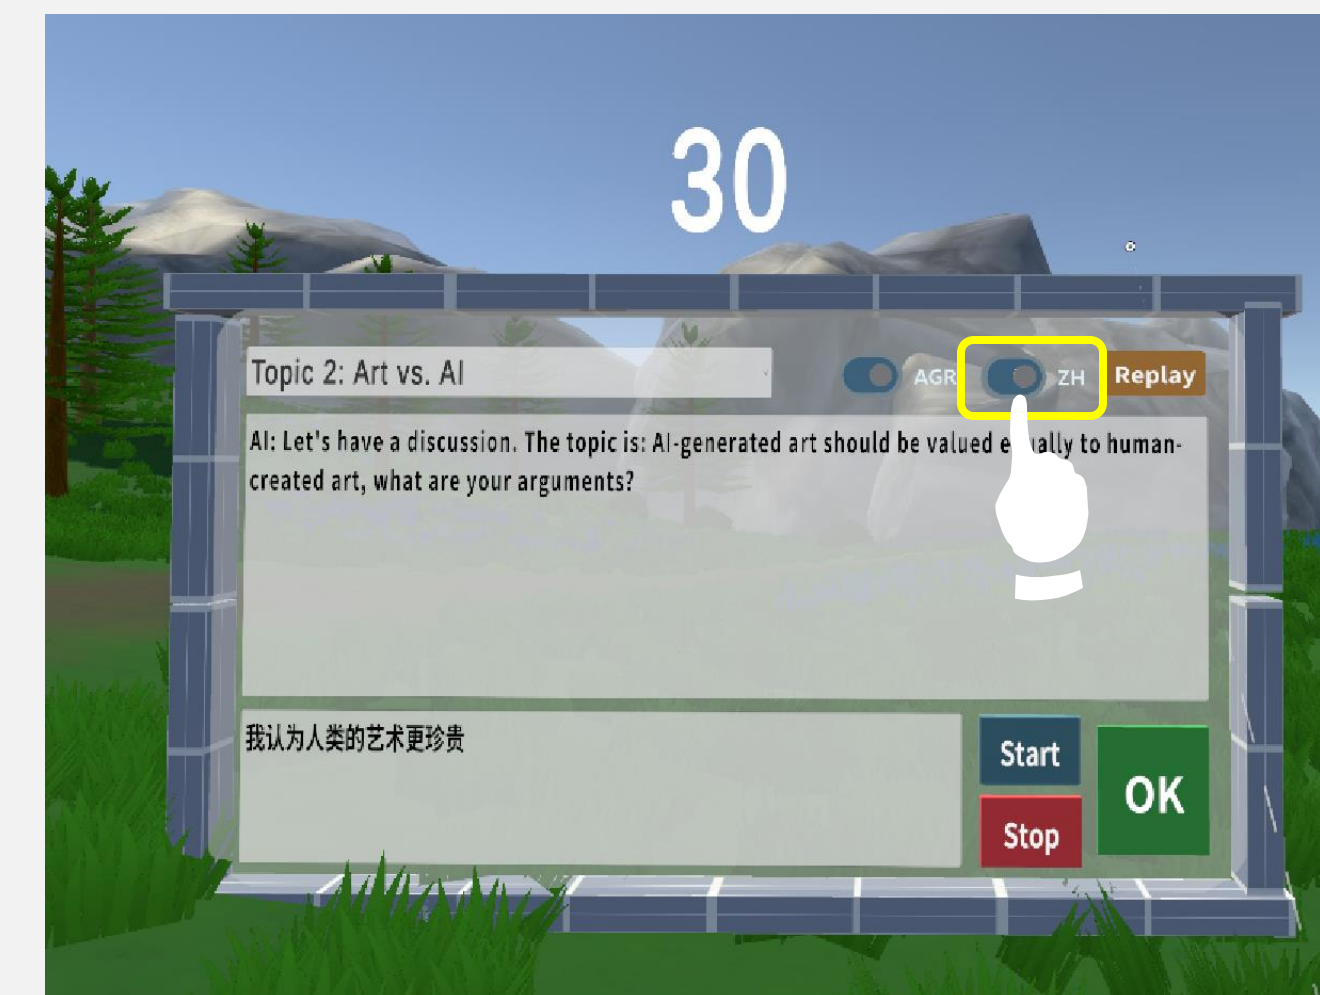 30
Topic 2: Art vs. AI
AGR
ZH
Replay
AI: Let's have a discussion. The topic is: AI-generated art should be valued equally to human-
created art, what are your arguments?
我认为人类的艺术更珍贵
Start
OK
Stop